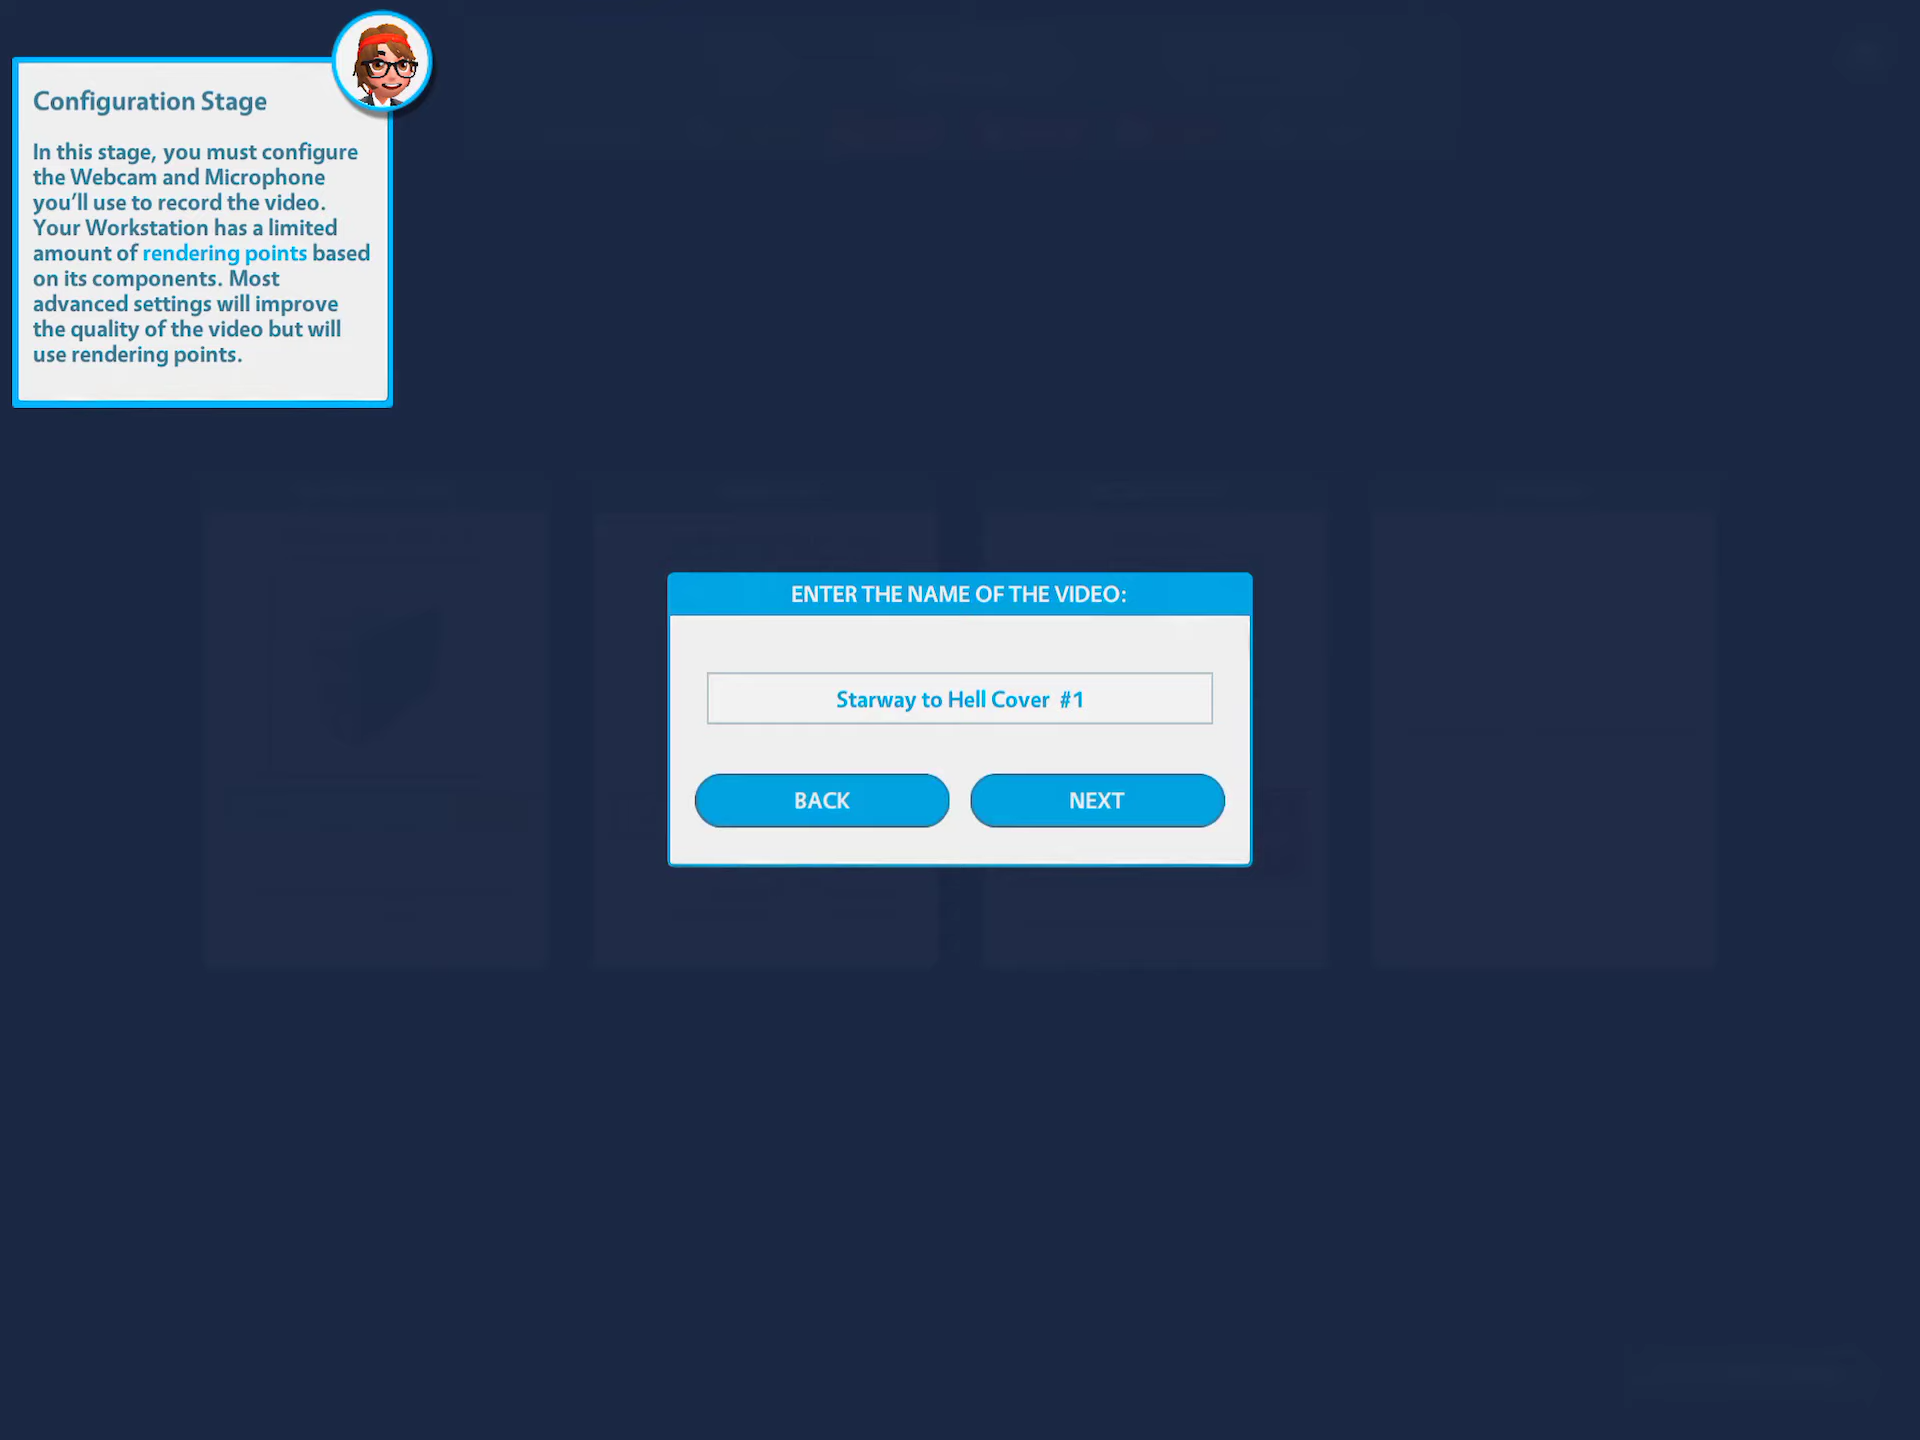 Configuration Stage
In this stage, you must configure
the Webcam and Microphone
you'll use to record the video.
Your Workstation has a limited
amount of rendering points based
on its components. Most
advanced settings will improve
the quality of the video but will
use rendering points.
ENTER THE NAME OF THE VIDEO:
Starway to Hell Cover  #1
BACK
NEXT